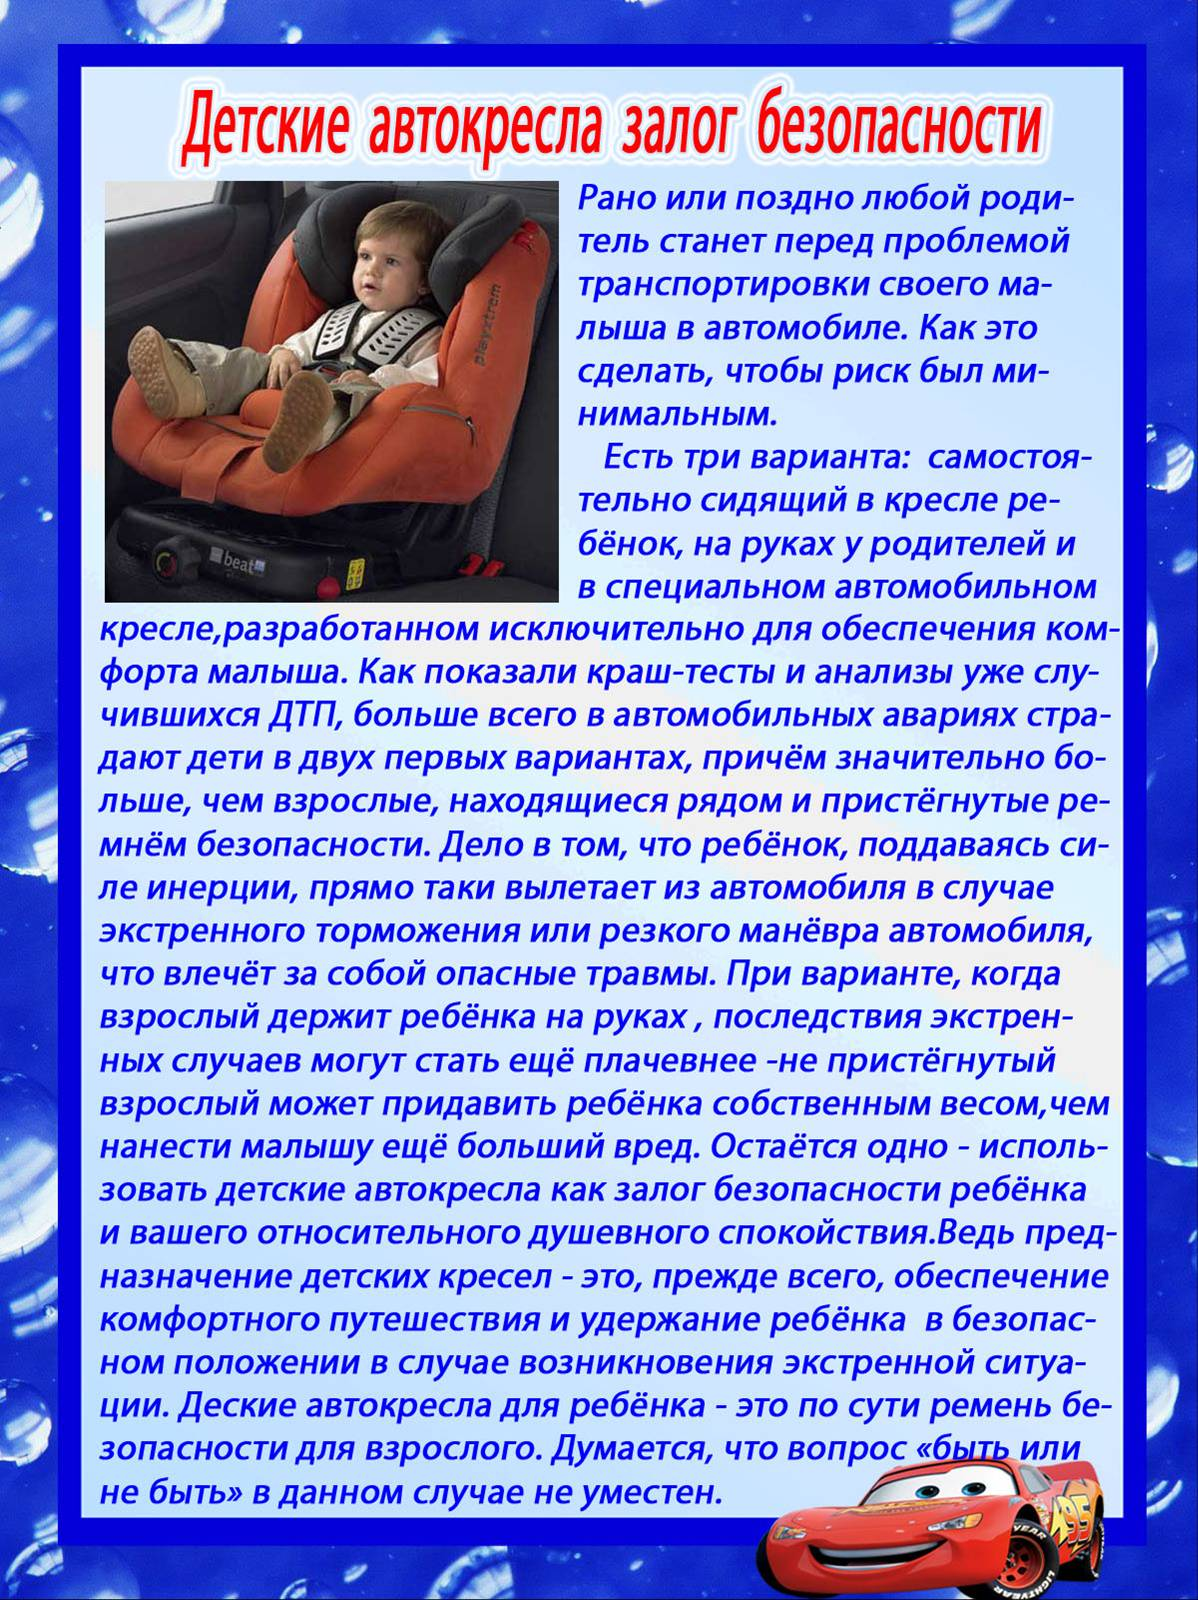 Детские автокресла залог безопасности
Рано или поздно любой роди-
тель станет перед проблемой
транспортировки своего ма-
лыша в автомобиле. Как это
сделать, чтобы риск был ми-
нимальным.
Есть три варианта: самостоя-
тельно сидящий в кресле ре-
бёнок, на руках у родителей и
в специальном автомобильном
кресле,разработанном исключительно для обеспечения ком-
форта малыша. Как показали краш-тесты и анализы уже слу-
чившихся ДТП, больше всего в автомобильных авариях стра-
дают дети в двух первых вариантах, причём значительно бо-
льше, чем взрослые, находящиеся рядом и пристёгнутые ре-
мнём безопасности. Дело в том, что ребёнок, поддаваясь си-
ле инерции, прямо таки вылетает из автомобиля в случае
экстренного торможения или резкого манёвра автомобиля,
что влечёт за собой опасные травмы. При варианте, когда
взрослый держит ребёнка на руках , последствия экстрен-
ных случаев могут стать ещё плачевнее -не пристёгнутый
взрослый может придавить ребёнка собственным весом,чем
нанести малышу ещё больший вред. Остаётся одно - исполь-
зовать детские автокресла как залог безопасности ребёнка
и вашего относительного душевного спокойствия.Ведь пред-
назначение детских кресел - это, прежде всего, обеспечение
комфортного путешествия и удержание ребёнка в безопас-
ном положении в случае возникновения экстренной ситуа-
ции. Деские автокресла для ребёнка - это по сути ремень бе-
зопасности для взрослого. Думается, что вопрос «быть или
не быть» в данном случае не уместен.
playxtrem
beat
95
LIGHTYEAR